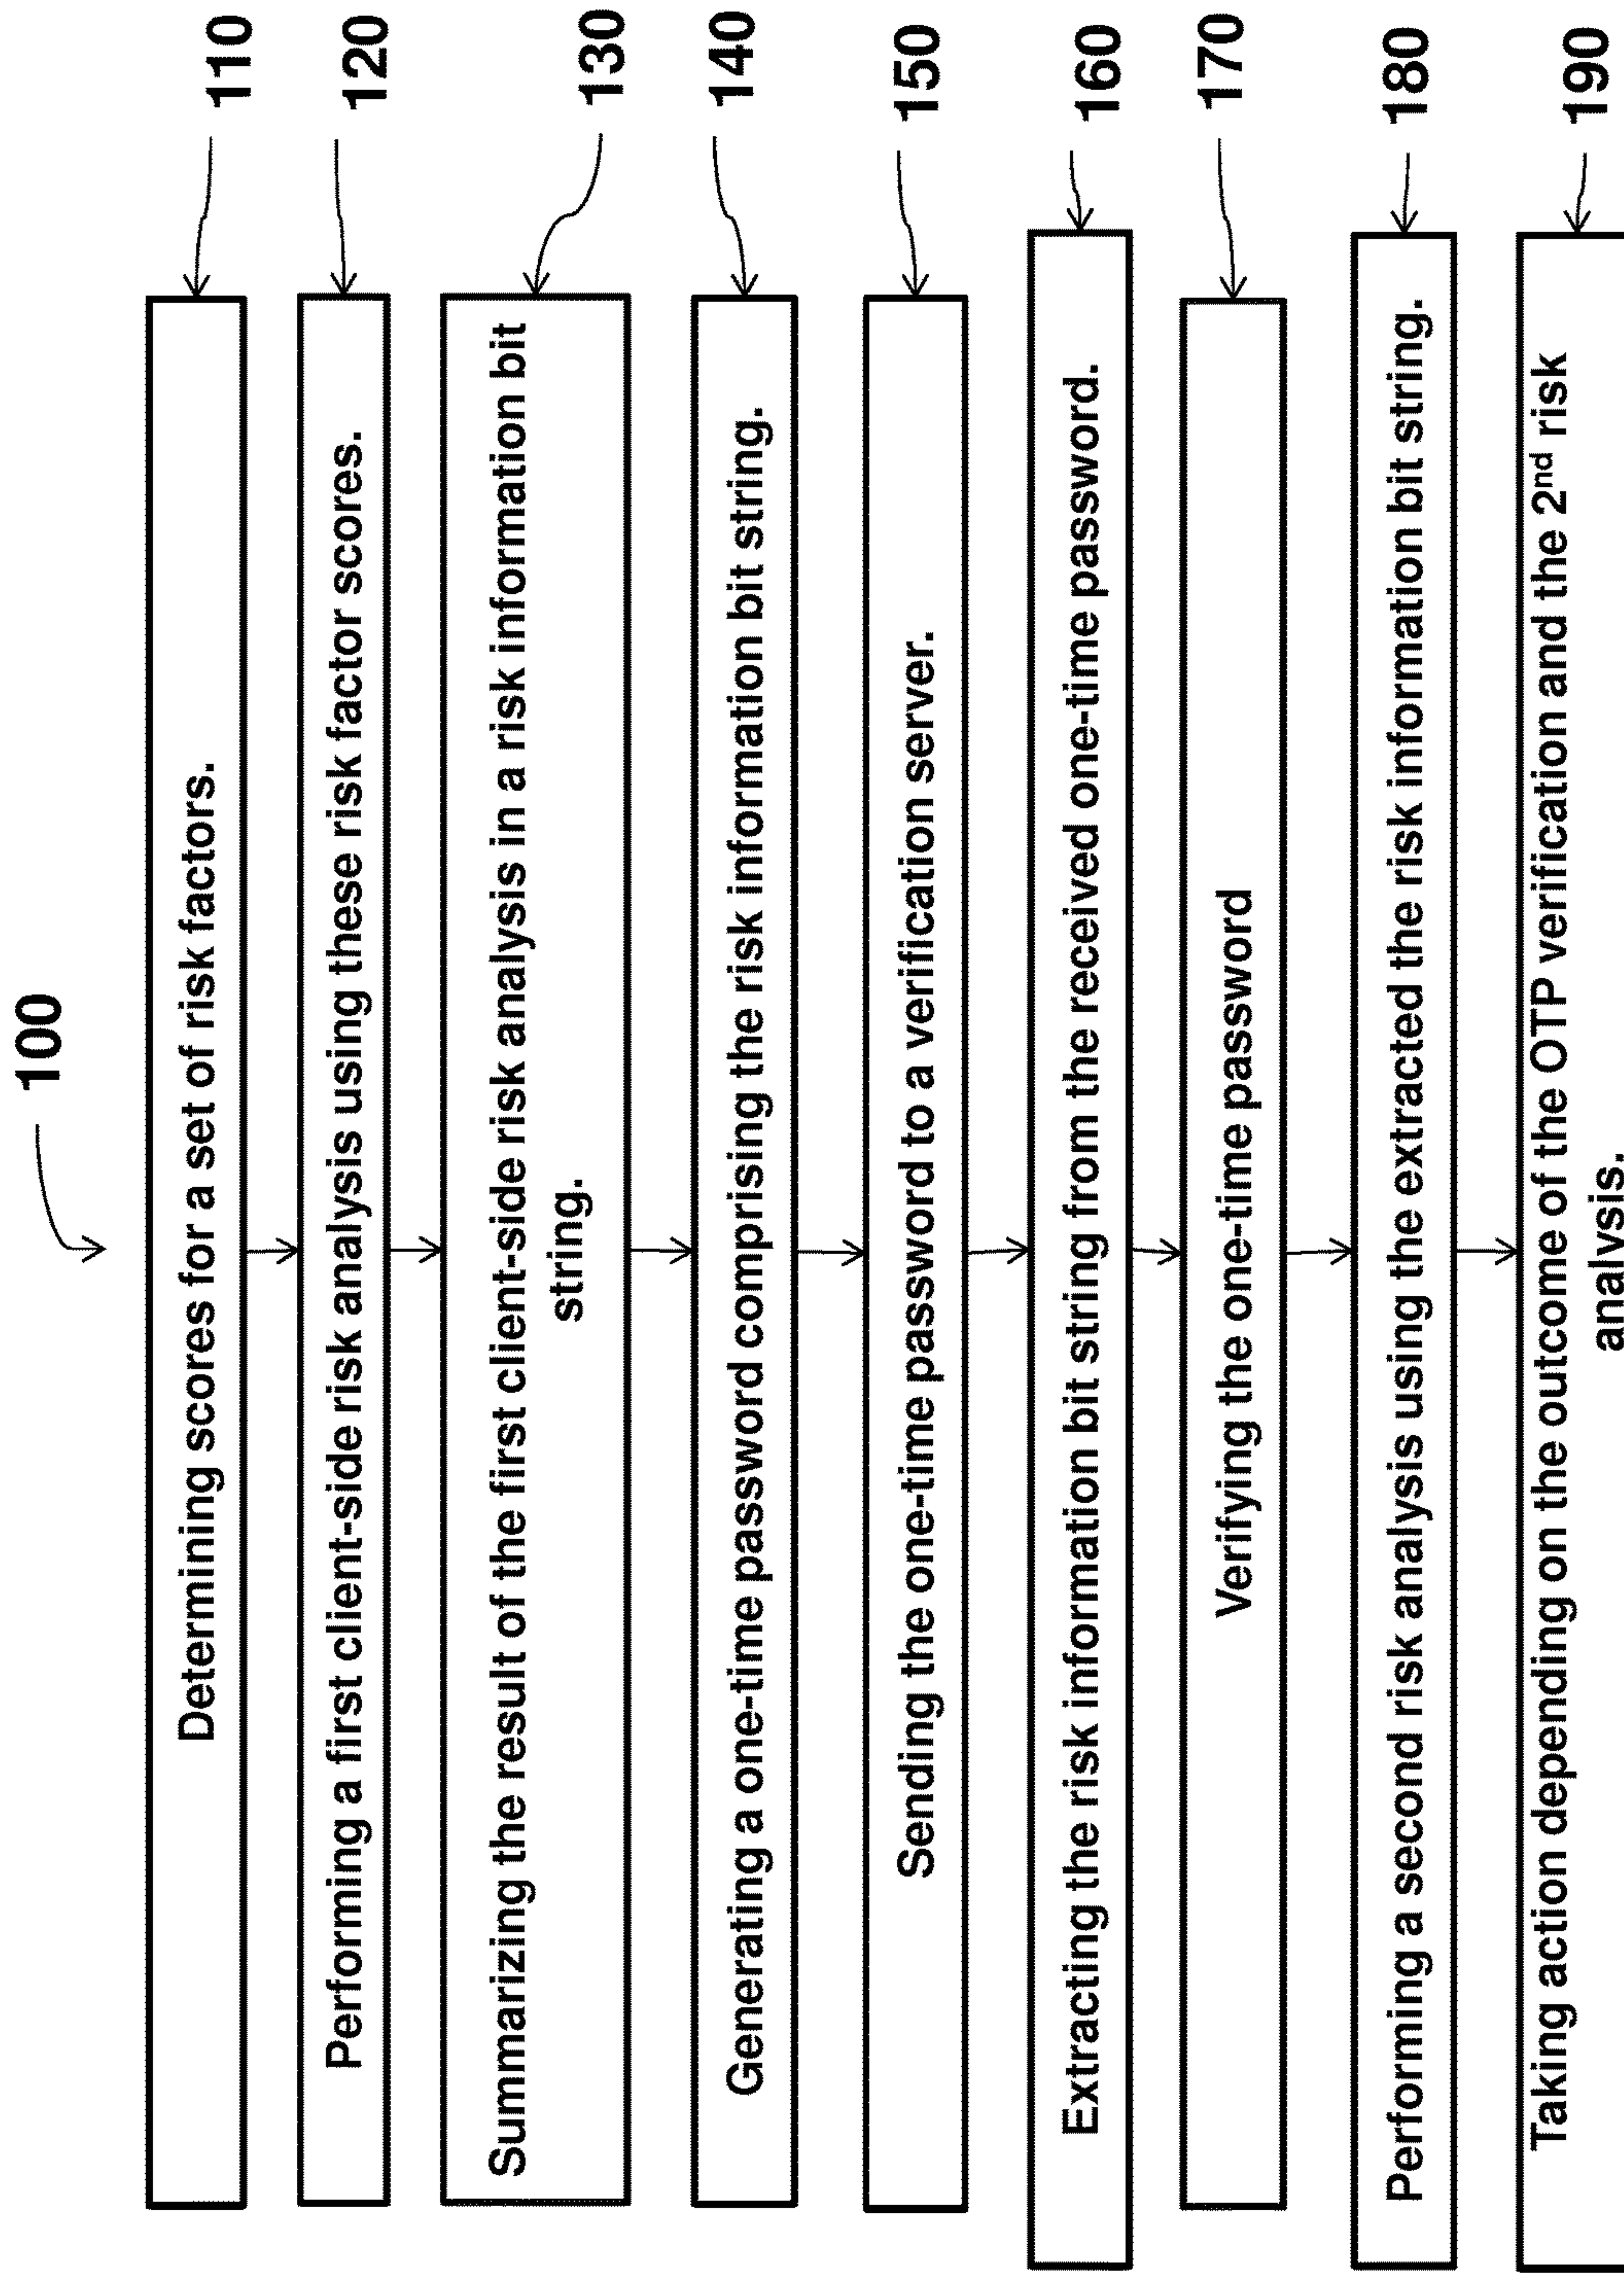 100
Determining scores for a set of risk factors.
110
Performing a first client-side risk analysis using these risk factor scores.
120
Summarizing the result of the first client-side risk analysis in a risk information bit
string.
130
Generating a one-time password comprising the risk information bit string.
140
Sending the one-time password to a verification server.
150
Extracting the risk information bit string from the received one-time password.
160
Verifying the one-time password
170
Performing a second risk analysis using the extracted the risk information bit string.
180
Taking action depending on the outcome of the OTP verification and the 2nd risk
analysis.
190